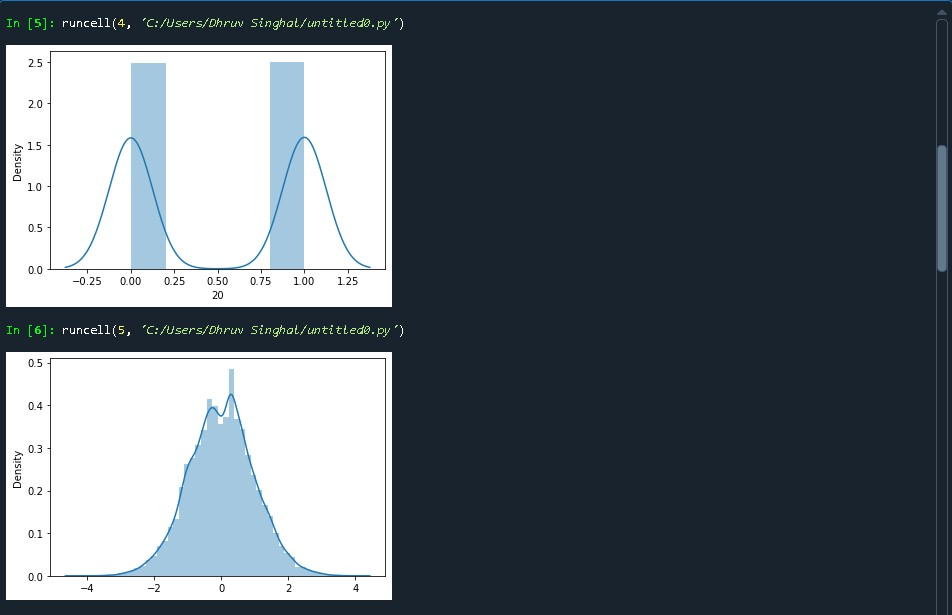 In [5]: runcell(4, 'C:/Users/Dhruv Singhal/untitled0.py')
2.5
2.0
1.5
1.0
0.5
0.0
Density
−0.25 0.00 0.25 0.50 0.75 1.00 1.25
20
In [6]: runcell(5, 'C:/Users/Dhruv Singhal/untitled0.py')
0.5
0.4
0.3
0.2
0.1
0.0
Density
−4 −2 0 2 4